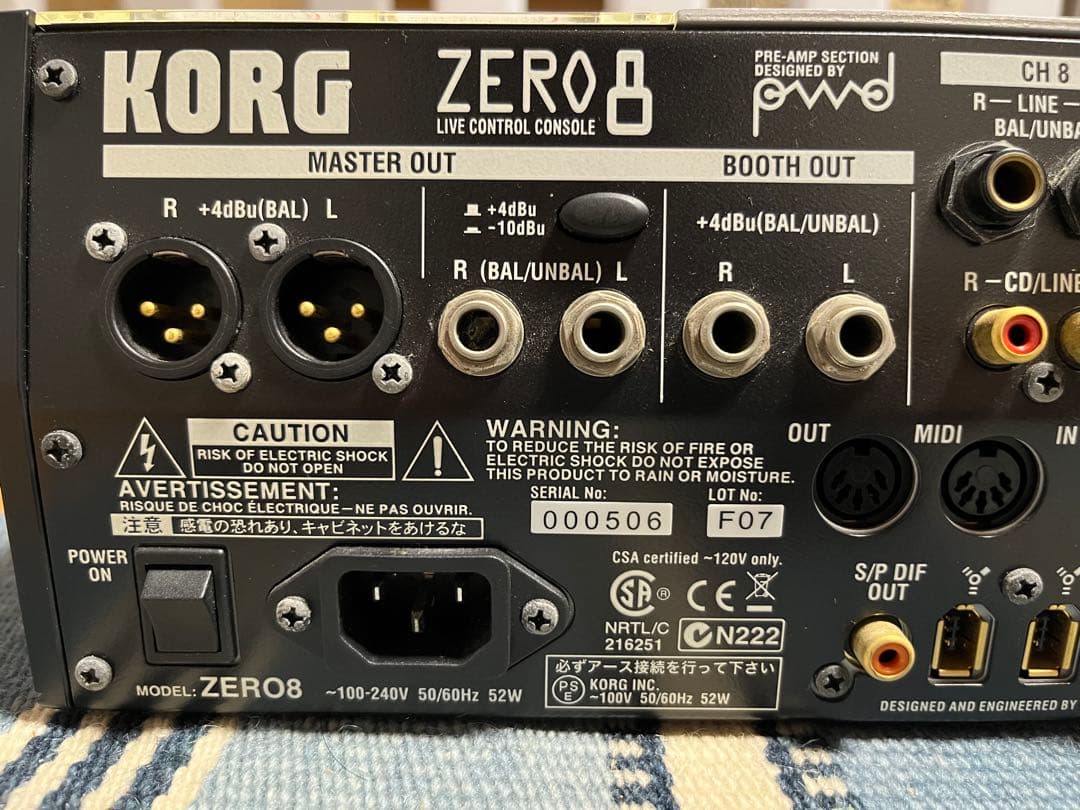 KORG
ZERO8
LIVE CONTROL CONSOLE
PRE-AMP SECTION
DESIGNED BY
pmd
CH 8
R — LINE —
BAL/UNBA
MASTER OUT
BOOTH OUT
R +4dBu(BAL) L
+4dBu
-10dBu
+4dBu(BAL/UNBAL)
R (BAL/UNBAL) L
R L
R — CD/LINE
CAUTION
RISK OF ELECTRIC SHOCK
DO NOT OPEN
WARNING:
TO REDUCE THE RISK OF FIRE OR
ELECTRIC SHOCK DO NOT EXPOSE
THIS PRODUCT TO RAIN OR MOISTURE.
AVERTISSEMENT:
RISQUE DE CHOC ÉLECTRIQUE—NE PAS OUVRIR.
注意 感電の恐れあり、キャビネットをあけるな
SERIAL No:
000506
LOT No:
F07
OUT MIDI IN
POWER
ON
CSA certified ~120V only.
SA ®
CE
NRTL/C
216251
N222
必ずアース接続を行って下さい
PS
E
KORG INC.
~100V 50/60Hz 52W
S/P DIF
OUT
MODEL: ZERO8 ~100-240V 50/60Hz 52W
DESIGNED AND ENGINEERED BY